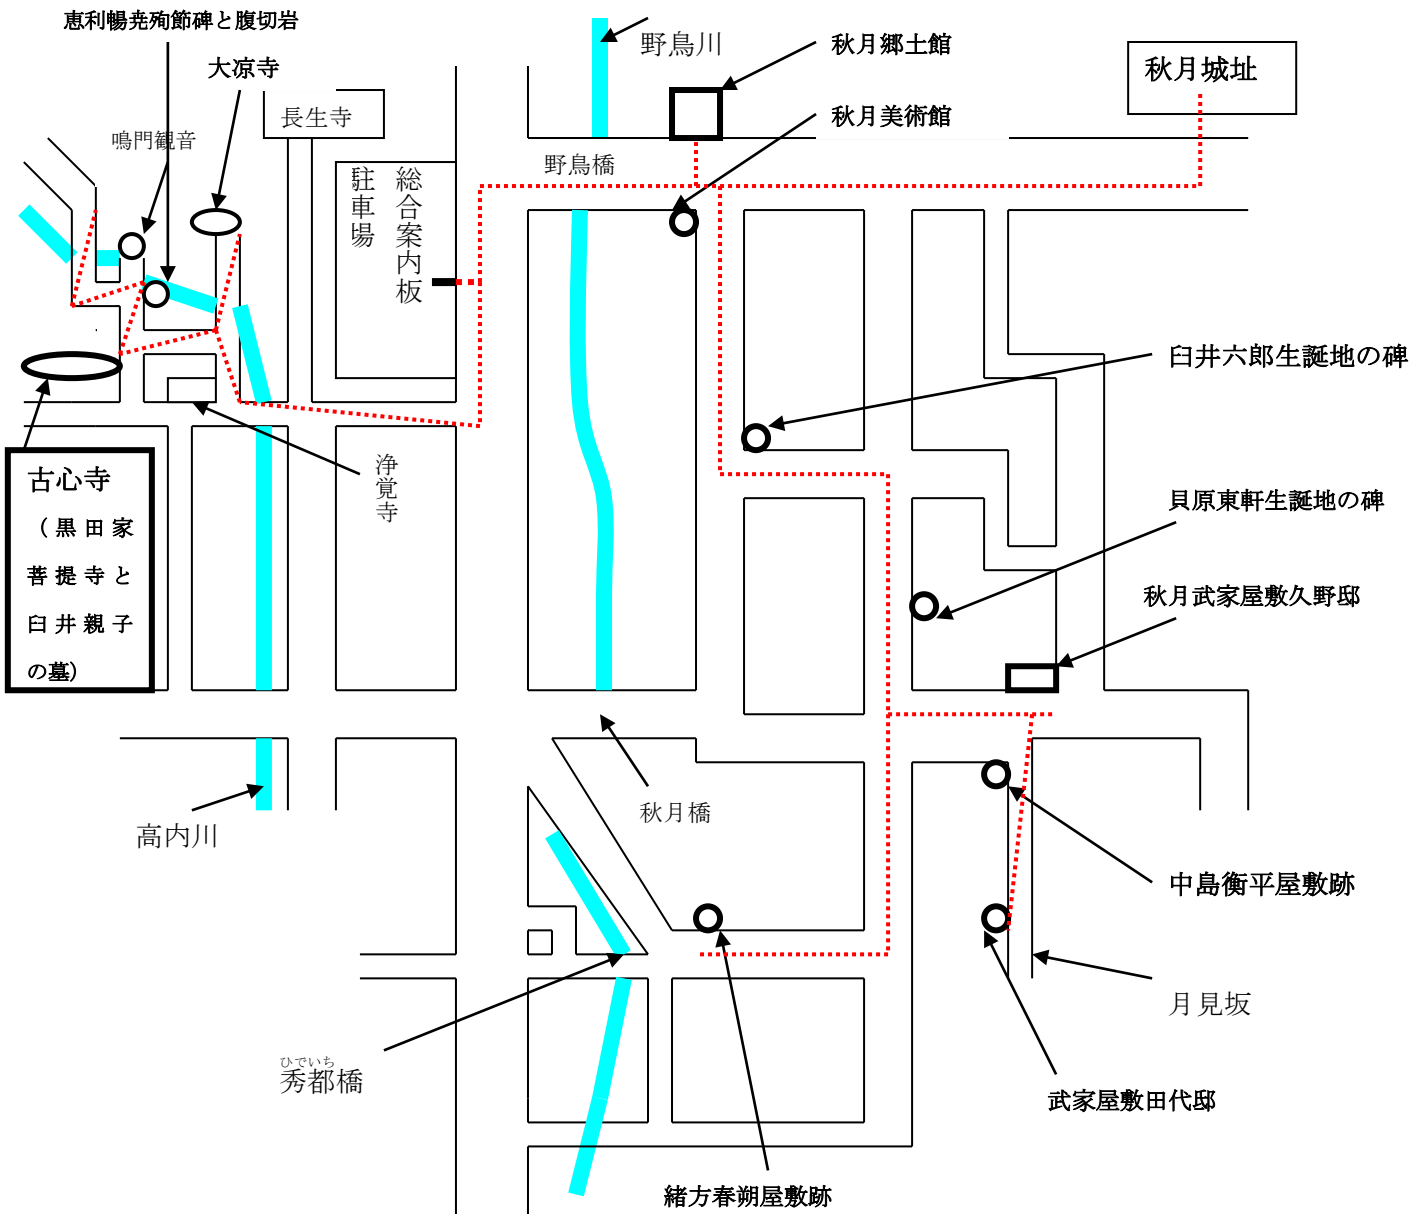 恵利暢尭殉節碑と腹切岩
野鳥川
秋月郷土館
大凉寺
秋月城址
長生寺
秋月美術館
鳴門観音
野鳥橋
総合案内板
駐車場
臼井六郎生誕地の碑
浄覚寺
古心寺
（黒田家
菩提寺と
臼井親子
の墓）
貝原東軒生誕地の碑
秋月武家屋敷久野邸
秋月橋
高内川
中島衡平屋敷跡
月見坂
ひでいち
秀都橋
武家屋敷田代邸
緒方春朔屋敷跡